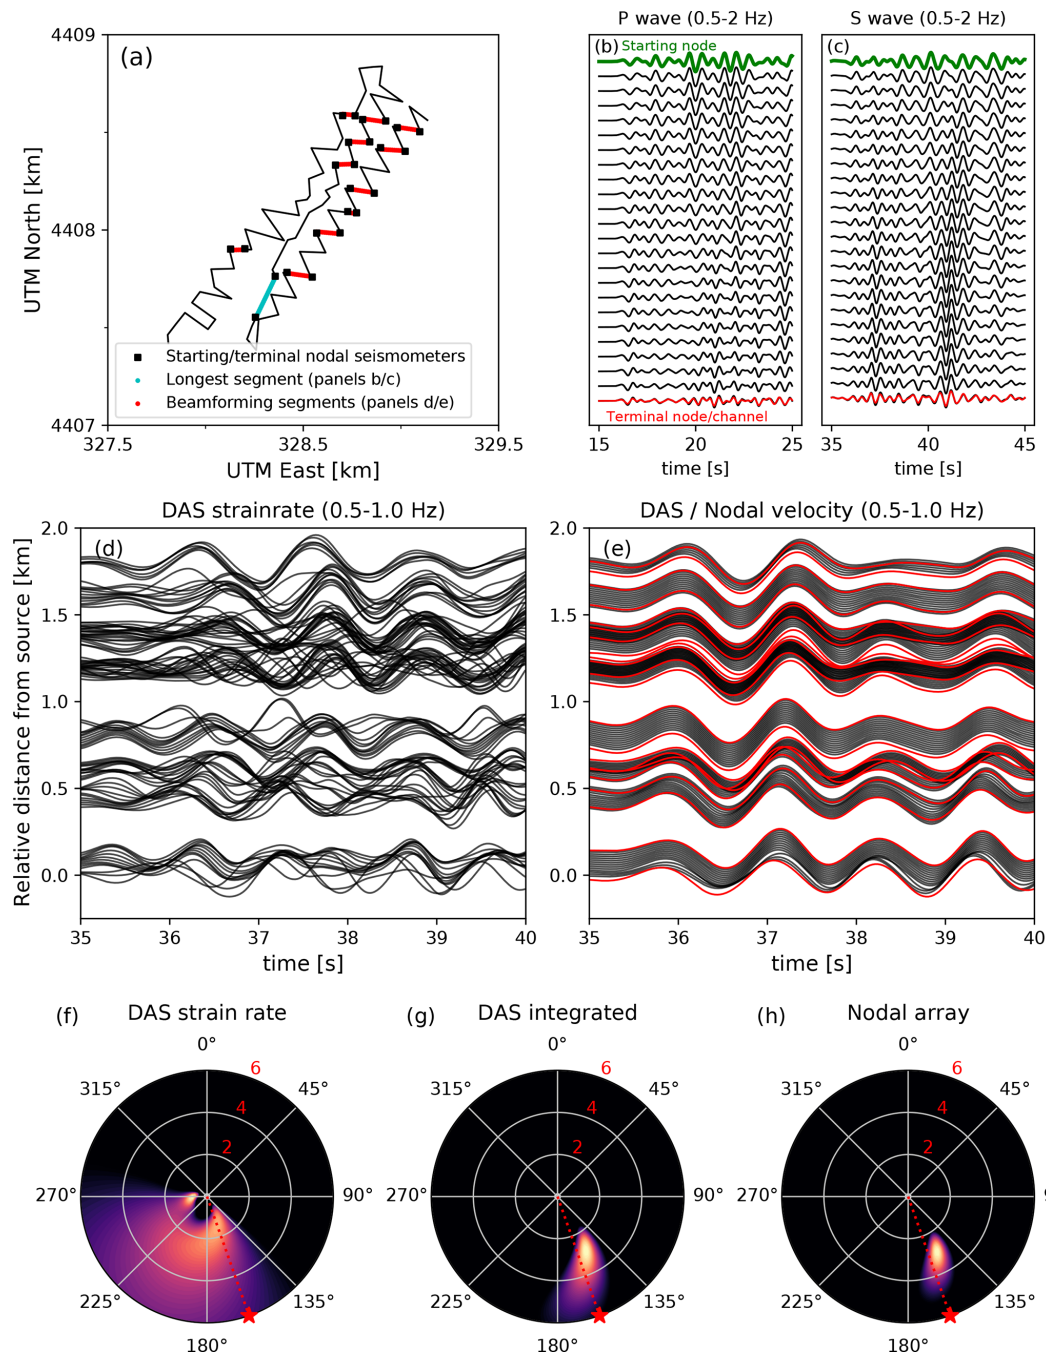 P wave (0.5-2 Hz)
S wave (0.5-2 Hz)
4409
(a)
4408
4407
UTM North [km]
327.5
328.5
329.5
UTM East [km]
Starting/terminal nodal seismometers
Longest segment (panels b/c)
Beamforming segments (panels d/e)
(b)
Starting node
Terminal node/channel
15
20
25
time [s]
(c)
35
40
45
time [s]
DAS strainrate (0.5-1.0 Hz)
(d)
2.0
1.5
1.0
0.5
0.0
Relative distance from source [km]
35
36
37
38
39
40
time [s]
DAS / Nodal velocity (0.5-1.0 Hz)
(e)
2.0
1.5
1.0
0.5
0.0
35
36
37
38
39
40
time [s]
(f)
DAS strain rate
0°
45°
90°
135°
180°
225°
270°
315°
2
4
6
(g)
DAS integrated
0°
45°
90°
135°
180°
225°
270°
315°
2
4
6
(h)
Nodal array
0°
45°
135°
180°
225°
270°
315°
2
4
6